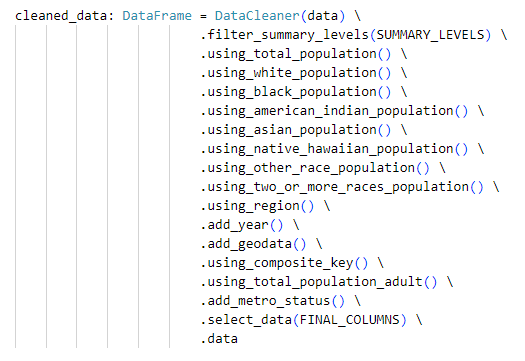 cleaned_data: DataFrame = DataCleaner(data) \
.filter_summary_levels(SUMMARY_LEVELS) \
.using_total_population() \
.using_white_population() \
.using_black_population() \
.using_american_indian_population() \
.using_asian_population() \
.using_native_hawaiian_population() \
.using_other_race_population() \
.using_two_or_more_races_population() \
.using_region() \
.add_year() \
.add_geodata() \
.using_composite_key() \
.using_total_population_adult() \
.add_metro_status() \
.select_data(FINAL_COLUMNS) \
.data